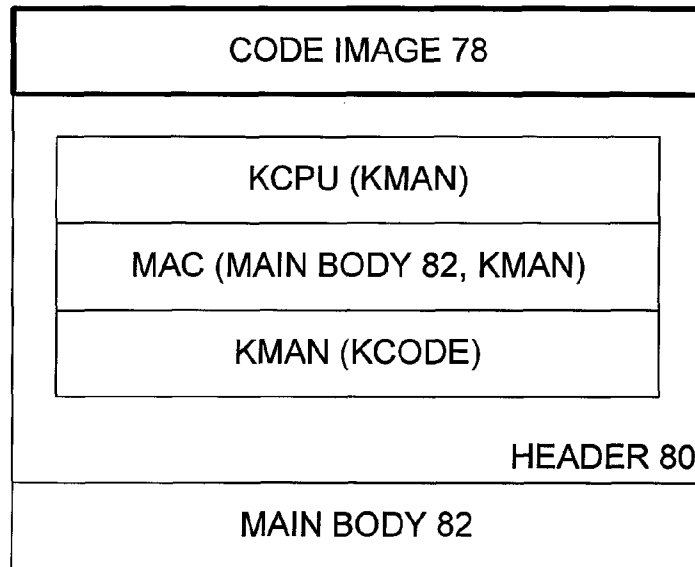 CODE IMAGE 78
KCPU (KMAN)
MAC (MAIN BODY 82, KMAN)
KMAN (KCODE)
HEADER 80
MAIN BODY 82